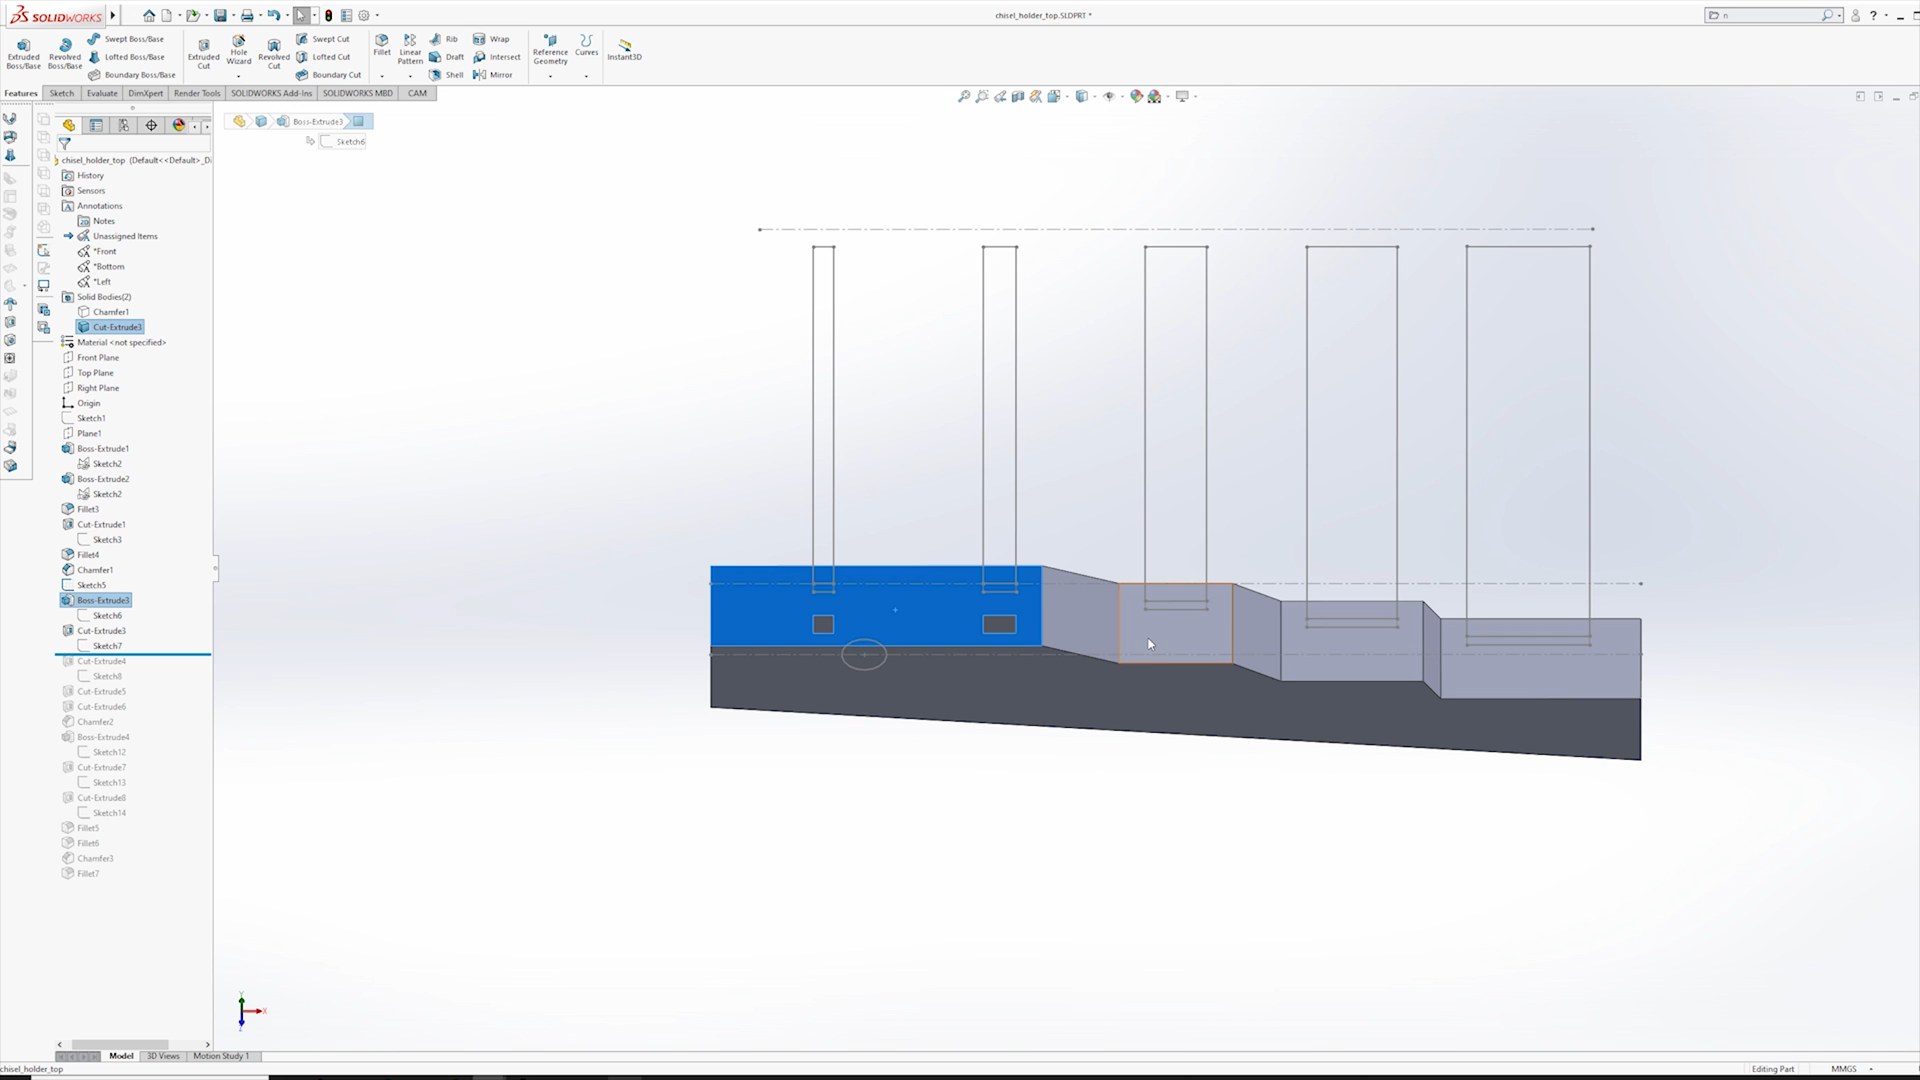 SOLIDWORKS
chisel_holder_top.SLDPRT *
n
Extruded Boss/Base
Revolved Boss/Base
Swept Boss/Base
Lofted Boss/Base
Boundary Boss/Base
Extruded Cut
Hole Wizard
Revolved Cut
Swept Cut
Lofted Cut
Boundary Cut
Fillet
Linear Pattern
Rib
Draft
Shell
Wrap
Intersect
Mirror
Reference Geometry
Curves
Instant3D
Features Sketch Evaluate DimXpert Render Tools SOLIDWORKS Add-Ins SOLIDWORKS MBD CAM
Boss-Extrude3
Sketch6
chisel_holder_top (Default<<Default>_Di
History
Sensors
Annotations
Notes
Unassigned Items
*Front
*Bottom
*Left
Solid Bodies(2)
Chamfer1
Cut-Extrude3
Material <not specified>
Front Plane
Top Plane
Right Plane
Origin
Sketch1
Plane1
Boss-Extrude1
Sketch2
Boss-Extrude2
Sketch2
Fillet3
Cut-Extrude1
Sketch3
Fillet4
Chamfer1
Sketch5
Boss-Extrude3
Sketch6
Cut-Extrude3
Sketch7
Cut-Extrude4
Sketch8
Cut-Extrude5
Cut-Extrude6
Chamfer2
Boss-Extrude4
Sketch12
Cut-Extrude7
Sketch13
Cut-Extrude8
Sketch14
Fillet5
Fillet6
Chamfer3
Fillet7
Y
X
Z
Model 3D Views Motion Study 1
chisel_holder_top
Editing Part MMGS